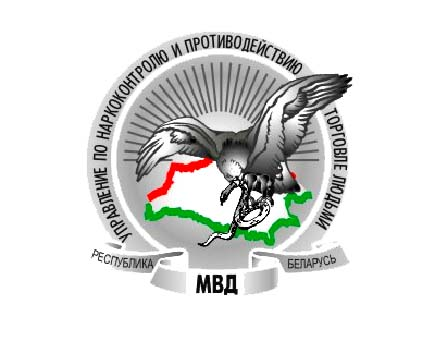 УПРАВЛЕНИЕ ПО НАРКОКОНТРОЛЮ И ПРОТИВОДЕЙСТВИЮ ТОРГОВЛЕ ЛЮДЬМИ
РЕСПУБЛИКА БЕЛАРУСЬ
МВД